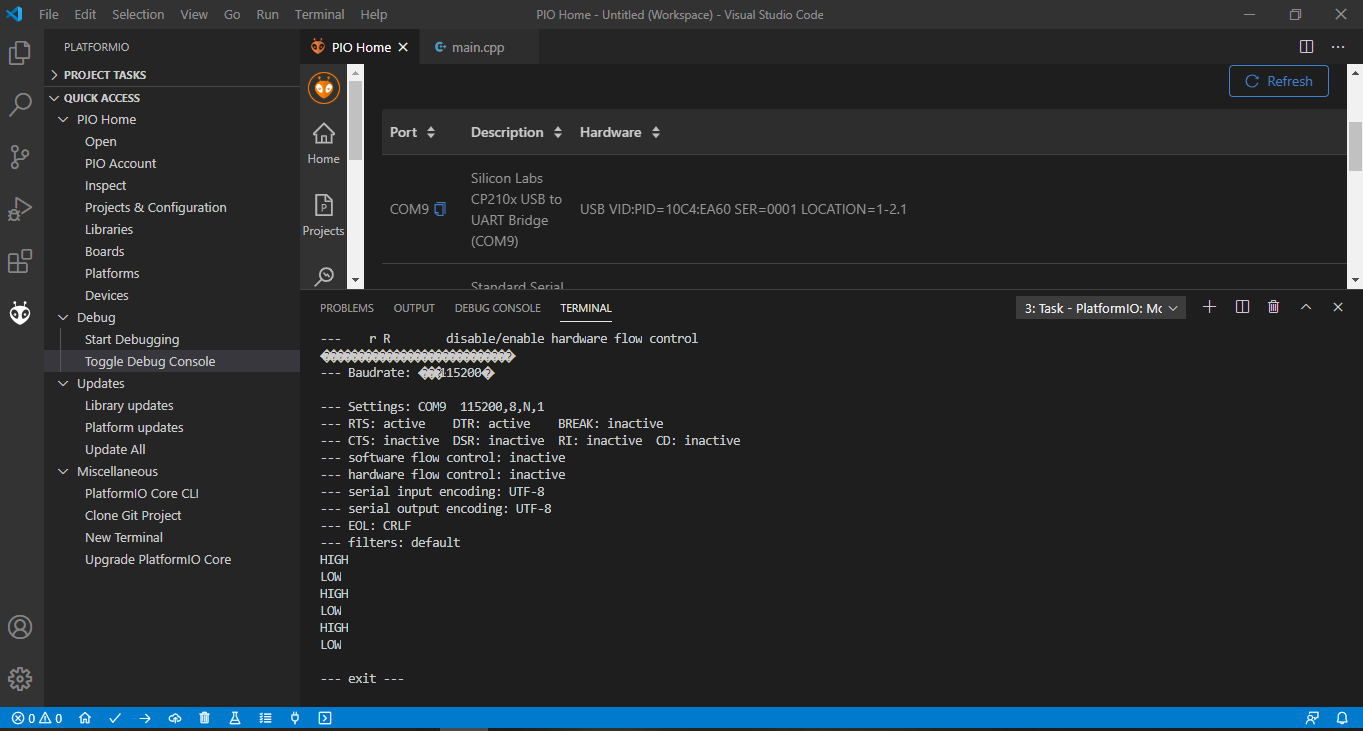 File Edit Selection View Go Run Terminal Help PIO Home - Untitled (Workspace) - Visual Studio Code
PLATFORMIO
PROJECT TASKS
QUICK ACCESS
PIO Home
Open
PIO Account
Inspect
Projects & Configuration
Libraries
Boards
Platforms
Devices
Debug
Start Debugging
Toggle Debug Console
Updates
Library updates
Platform updates
Update All
Miscellaneous
PlatformIO Core CLI
Clone Git Project
New Terminal
Upgrade PlatformIO Core
PIO Home main.cpp
Home
Projects
Refresh
Port Description Hardware
COM9
Silicon Labs
CP210x USB to
UART Bridge
(COM9)
USB VID:PID=10C4:EA60 SER=0001 LOCATION=1-2.1
Standard Serial
PROBLEMS OUTPUT DEBUG CONSOLE TERMINAL 3: Task - PlatformIO: Mc
--- r R disable/enable hardware flow control
����������������������������
--- Baudrate: ���115200�
--- Settings: COM9 115200,8,N,1
--- RTS: active DTR: active BREAK: inactive
--- CTS: inactive DSR: inactive RI: inactive CD: inactive
--- software flow control: inactive
--- hardware flow control: inactive
--- serial input encoding: UTF-8
--- serial output encoding: UTF-8
--- EOL: CRLF
--- filters: default
HIGH
LOW
HIGH
LOW
HIGH
LOW
--- exit ---
0 0